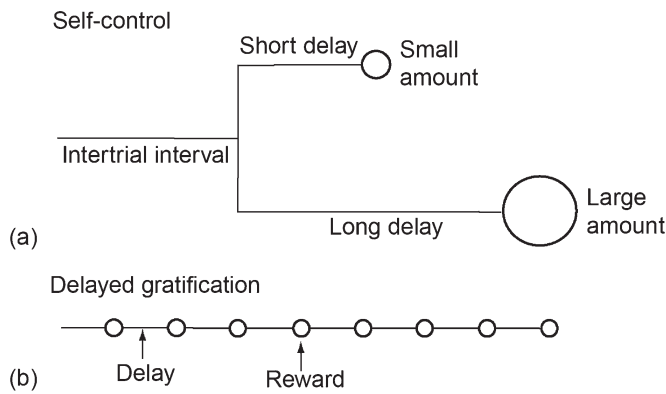 Self-control
Short delay
Small
amount
Intertrial interval
Long delay
Large
amount
(a)
Delayed gratification
Delay
Reward
(b)